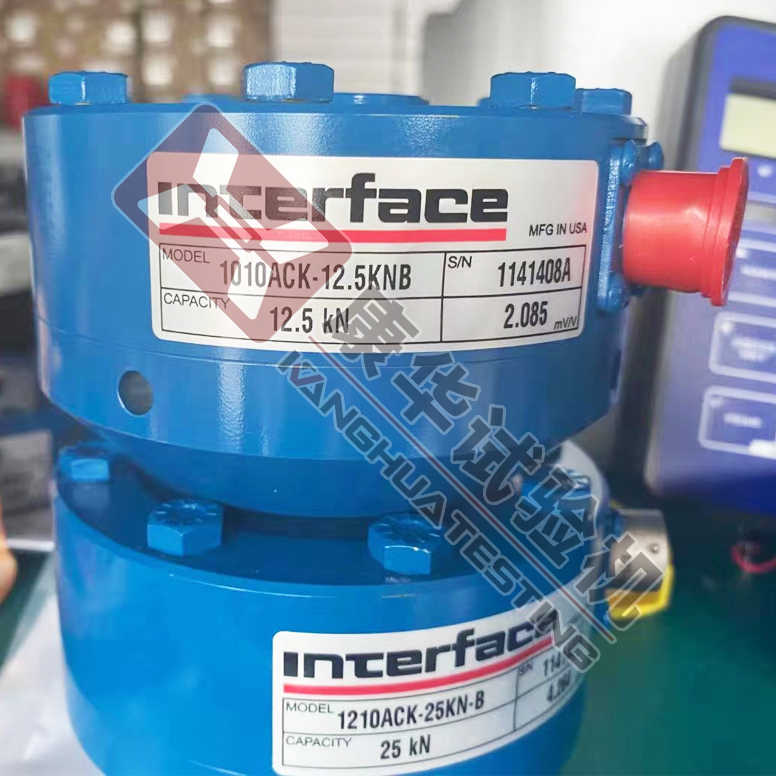 interface
MFG IN USA
MODEL 1010ACK-12.5KNB S/N 1141408A
CAPACITY 12.5 kN 2.085 mV/V
康华试验机
KANGHUATESTING
interface
MODEL 1210ACK-25KN-B S/N
CAPACITY 25 kN